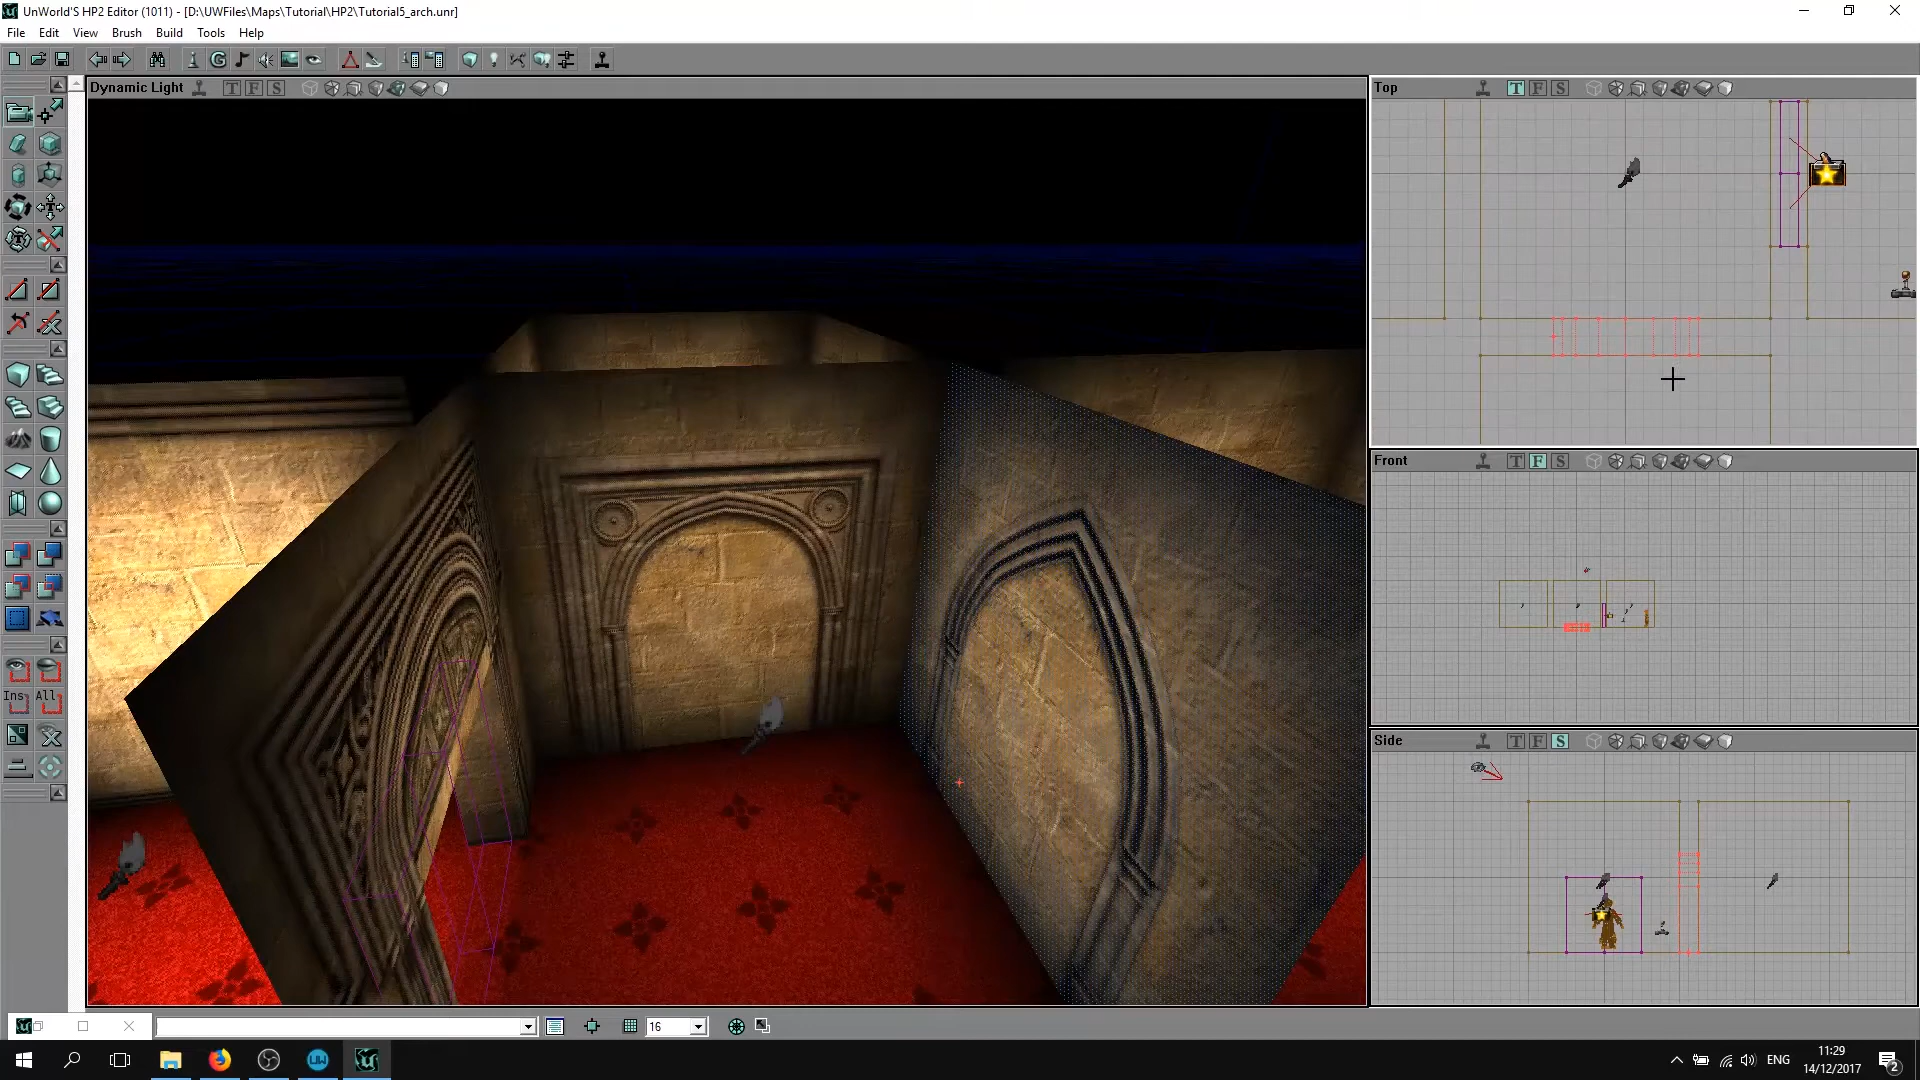 UnWorld'S HP2 Editor (1011) - [D:\UWFiles\Maps\Tutorial\HP2\Tutorial5_arch.unr]
File Edit View Brush Build Tools Help
Dynamic Light T F S
Top T F S
Front T F S
Side T F S
Ins All
16
ENG
11:29
14/12/2017
2